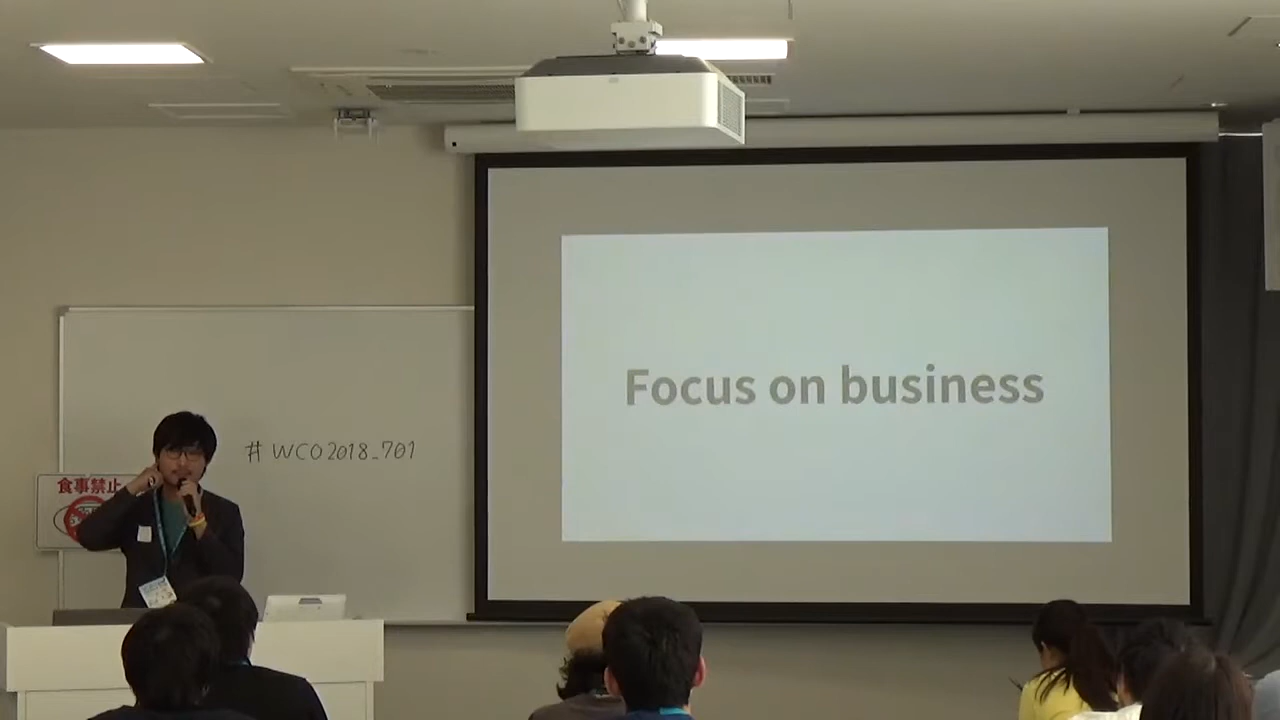 Focus on business
# WCO2018_701
食事禁止